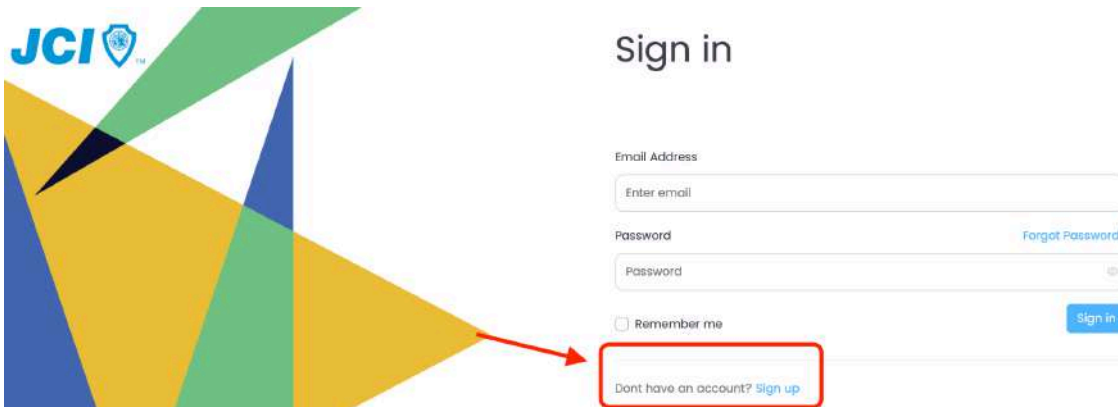 JCI
TM
Sign in
Email Address
Enter email
Password
Forgot Password
Password
Remember me
Sign in
Dont have an account? Sign up